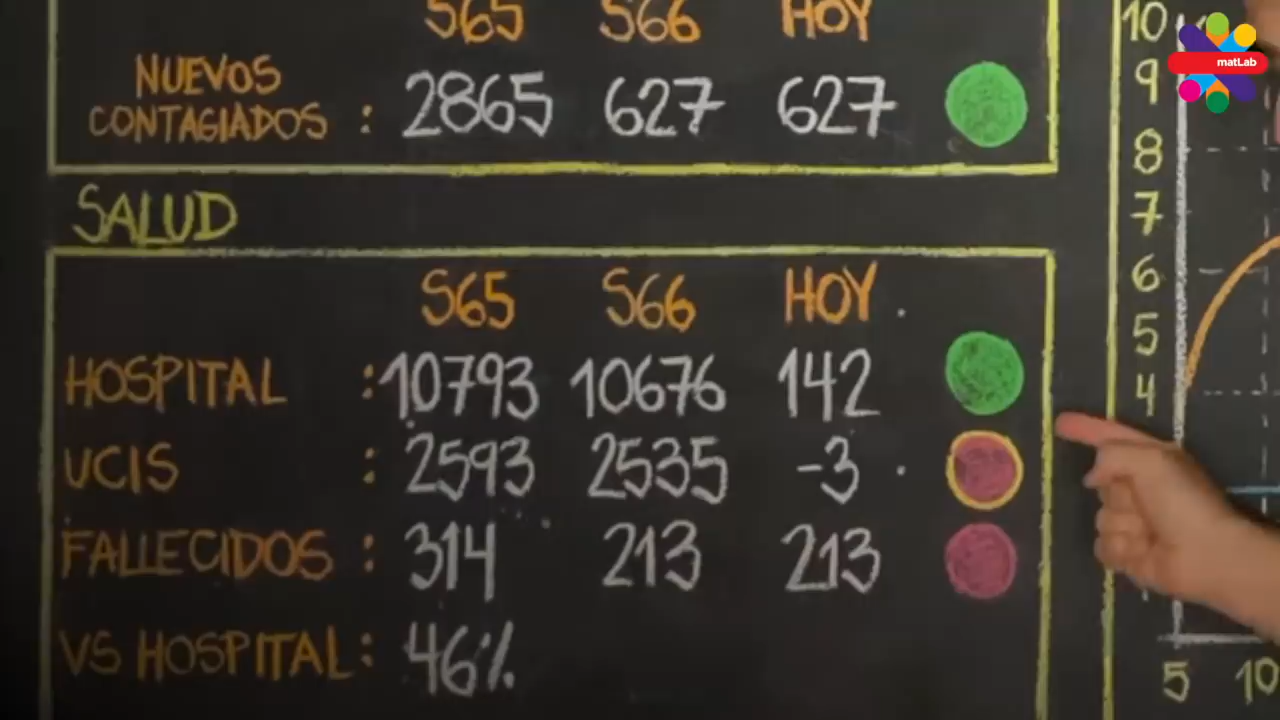 S65 S66 HOY
NUEVOS
CONTAGIADOS : 2865 627 627
SALUD
S65 S66 HOY.
HOSPITAL : 10793 10676 142
UCIS : 2593 2535 -3 .
FALLECIDOS : 314 213 213
VS HOSPITAL : 46%
10
9
8
7
6
5
4
5 10
matLab